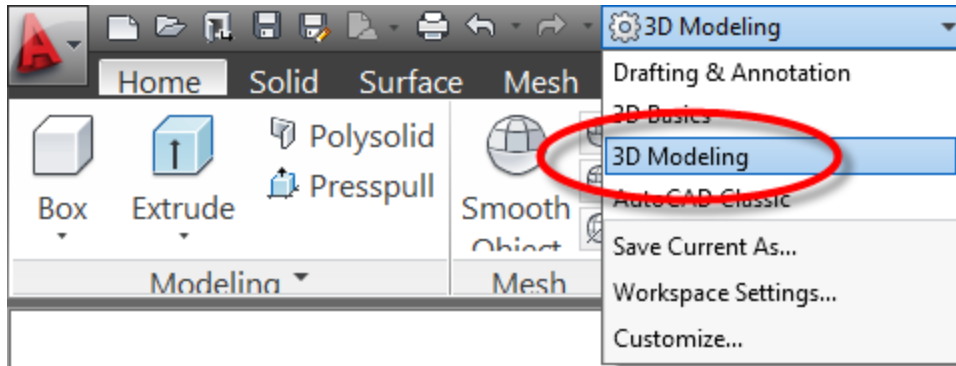 3D Modeling
Home Solid Surface Mesh
Drafting & Annotation
3D Basics
3D Modeling
AutoCAD Classic
Save Current As...
Workspace Settings...
Customize...
Box
Extrude
Polysolid
Presspull
Smooth
Object
Modeling
Mesh